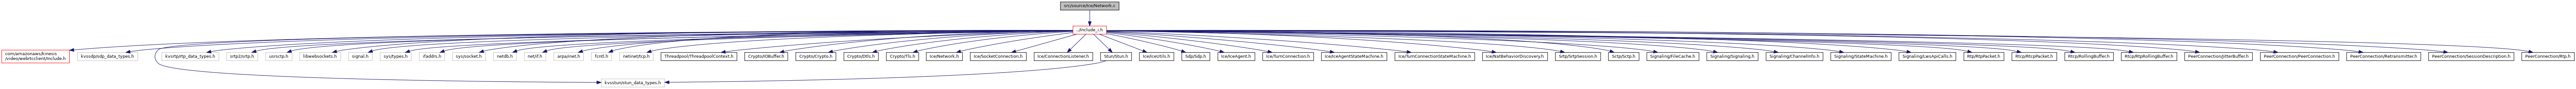 src/source/Ice/Network.c
../Include_i.h
com/amazonaws/kinesis
/video/webrtcclient/Include.h
kvssdp/sdp_data_types.h
kvsrtp/rtp_data_types.h
srtp2/srtp.h
usrsctp.h
libwebsockets.h
signal.h
sys/types.h
ifaddrs.h
sys/socket.h
netdb.h
net/if.h
arpa/inet.h
fcntl.h
netinet/tcp.h
Threadpool/ThreadpoolContext.h
Crypto/IOBuffer.h
Crypto/Crypto.h
Crypto/Dtls.h
Crypto/Tls.h
Ice/Network.h
Ice/SocketConnection.h
Ice/ConnectionListener.h
Stun/Stun.h
Ice/IceUtils.h
Sdp/Sdp.h
Ice/IceAgent.h
Ice/TurnConnection.h
Ice/IceAgentStateMachine.h
Ice/TurnConnectionStateMachine.h
Ice/NatBehaviorDiscovery.h
Srtp/SrtpSession.h
Sctp/Sctp.h
Signaling/FileCache.h
Signaling/Signaling.h
Signaling/ChannelInfo.h
Signaling/StateMachine.h
Signaling/LwsApiCalls.h
Rtp/RtpPacket.h
Rtcp/RtcpPacket.h
Rtcp/RollingBuffer.h
Rtcp/RtpRollingBuffer.h
PeerConnection/JitterBuffer.h
PeerConnection/PeerConnection.h
PeerConnection/Retransmitter.h
PeerConnection/SessionDescription.h
PeerConnection/Rtp.h
kvsstun/stun_data_types.h